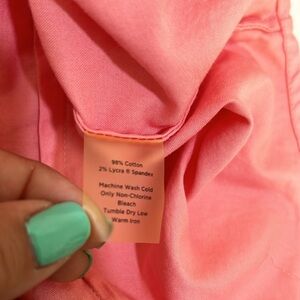 98% Cotton
2% Lycra ® Spandex
Machine Wash Cold
Only Non-Chlorine
Bleach
Tumble Dry Low
Warm Iron